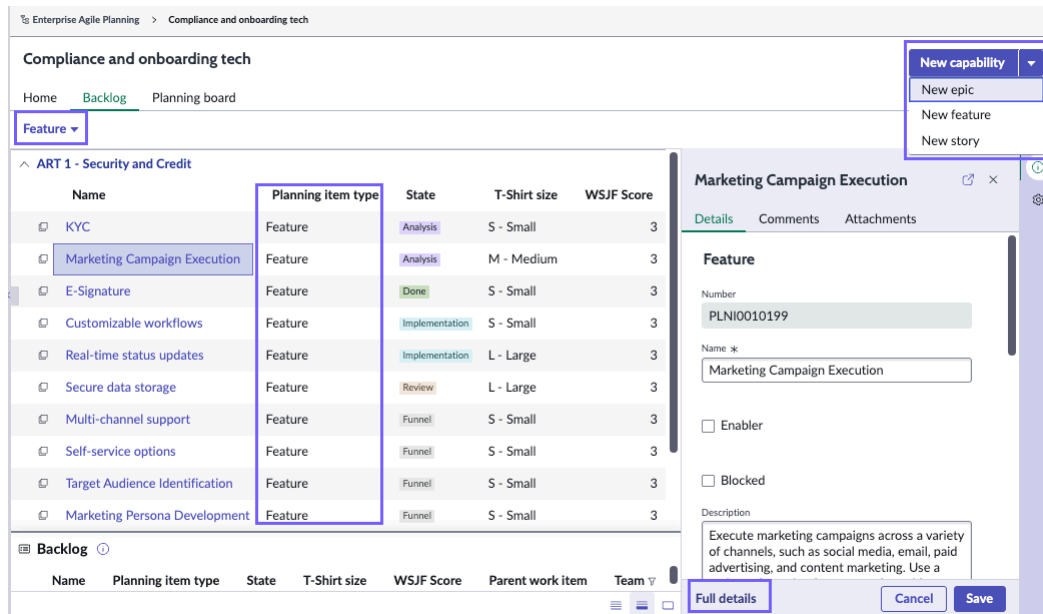 Enterprise Agile Planning > Compliance and onboarding tech
Compliance and onboarding tech
New capability
New epic
New feature
New story
Home Backlog Planning board
Feature
ART 1 - Security and Credit
Name Planning item type State T-Shirt size WSJF Score
KYC Feature Analysis S - Small 3
Marketing Campaign Execution Feature Analysis M - Medium 3
E-Signature Feature Done S - Small 3
Customizable workflows Feature Implementation S - Small 3
Real-time status updates Feature Implementation L - Large 3
Secure data storage Feature Review L - Large 3
Multi-channel support Feature Funnel S - Small 3
Self-service options Feature Funnel S - Small 3
Target Audience Identification Feature Funnel S - Small 3
Marketing Persona Development Feature Funnel S - Small 3
Backlog
Name Planning item type State T-Shirt size WSJF Score Parent work item Team
Marketing Campaign Execution
Details Comments Attachments
Feature
Number
PLNI0010199
Name *
Marketing Campaign Execution
Enabler
Blocked
Description
Execute marketing campaigns across a variety
of channels, such as social media, email, paid
advertising, and content marketing. Use a
Full details Cancel Save